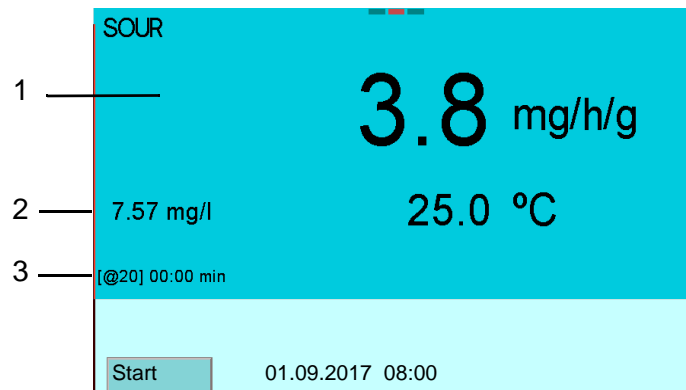 SOUR
1
3.8 mg/h/g
2
7.57 mg/l
25.0 ºC
3
[@20] 00:00 min
Start
01.09.2017 08:00